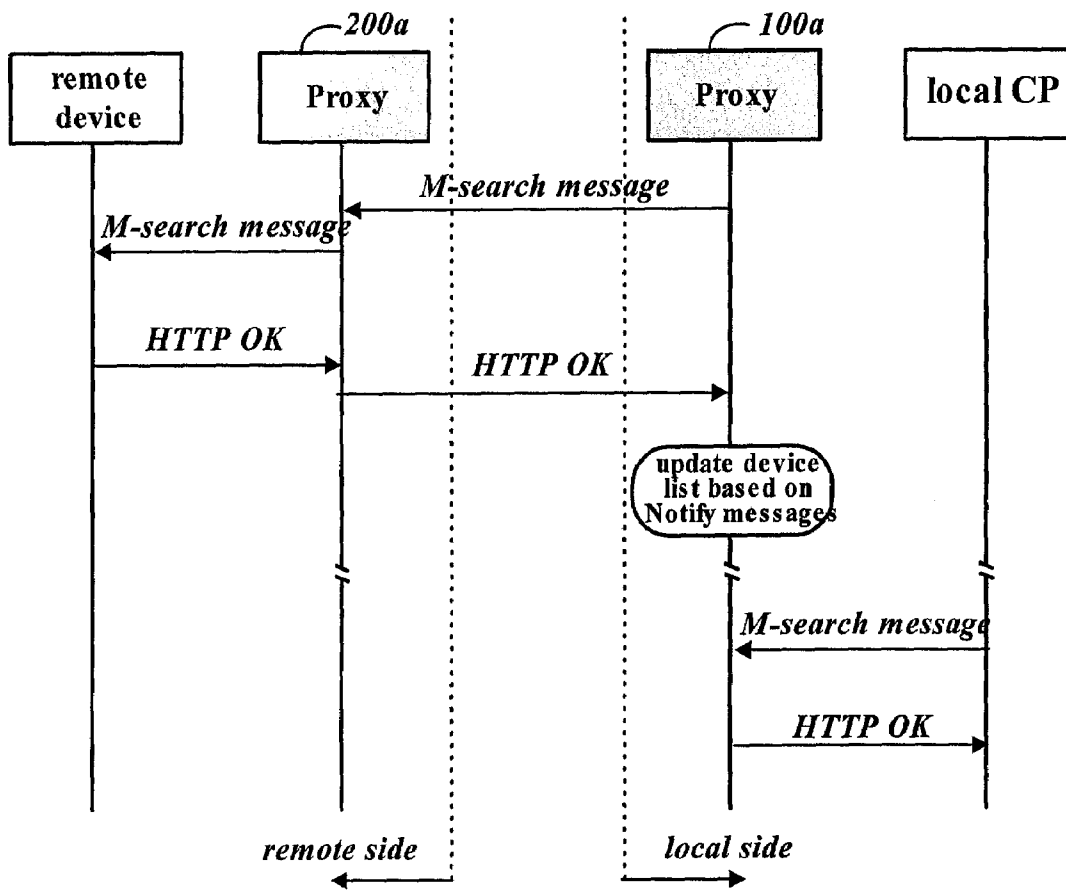 200a
100a
remote
device
Proxy
Proxy
local CP
M-search message
M-search message
HTTP OK
HTTP OK
update device
list based on
Notify messages
M-search message
HTTP OK
remote side
local side